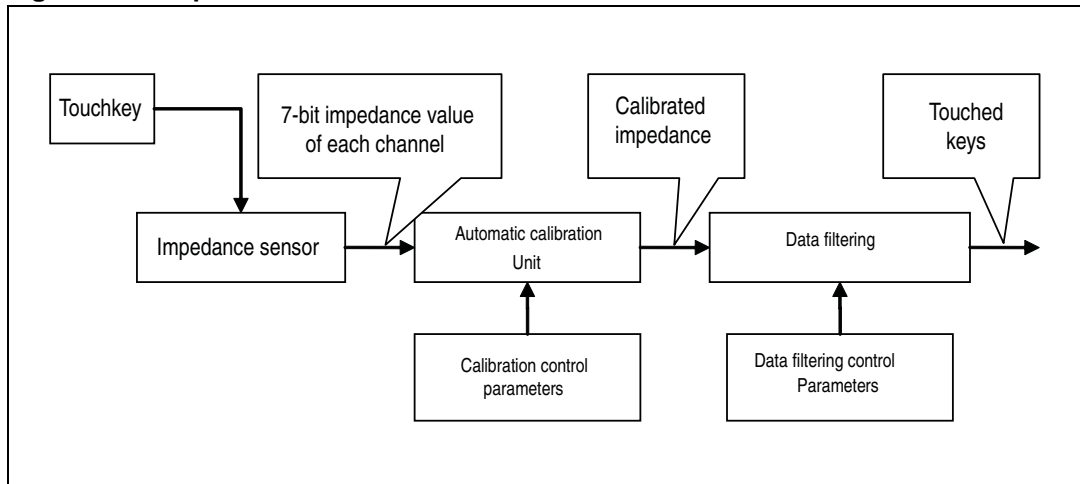 Touchkey
7-bit impedance value
of each channel
Calibrated
impedance
Touched
keys
Impedance sensor
Automatic calibration
Unit
Data filtering
Calibration control
parameters
Data filtering control
Parameters